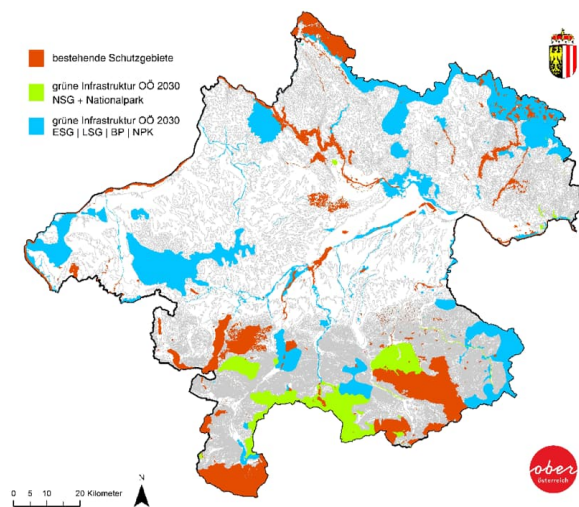 bestehende Schutzgebiete
grüne Infrastruktur OÖ 2030
NSG + Nationalpark
grüne Infrastruktur OÖ 2030
ESG | LSG | BP | NPK
N
0 5 10 20 Kilometer
ober
österreich